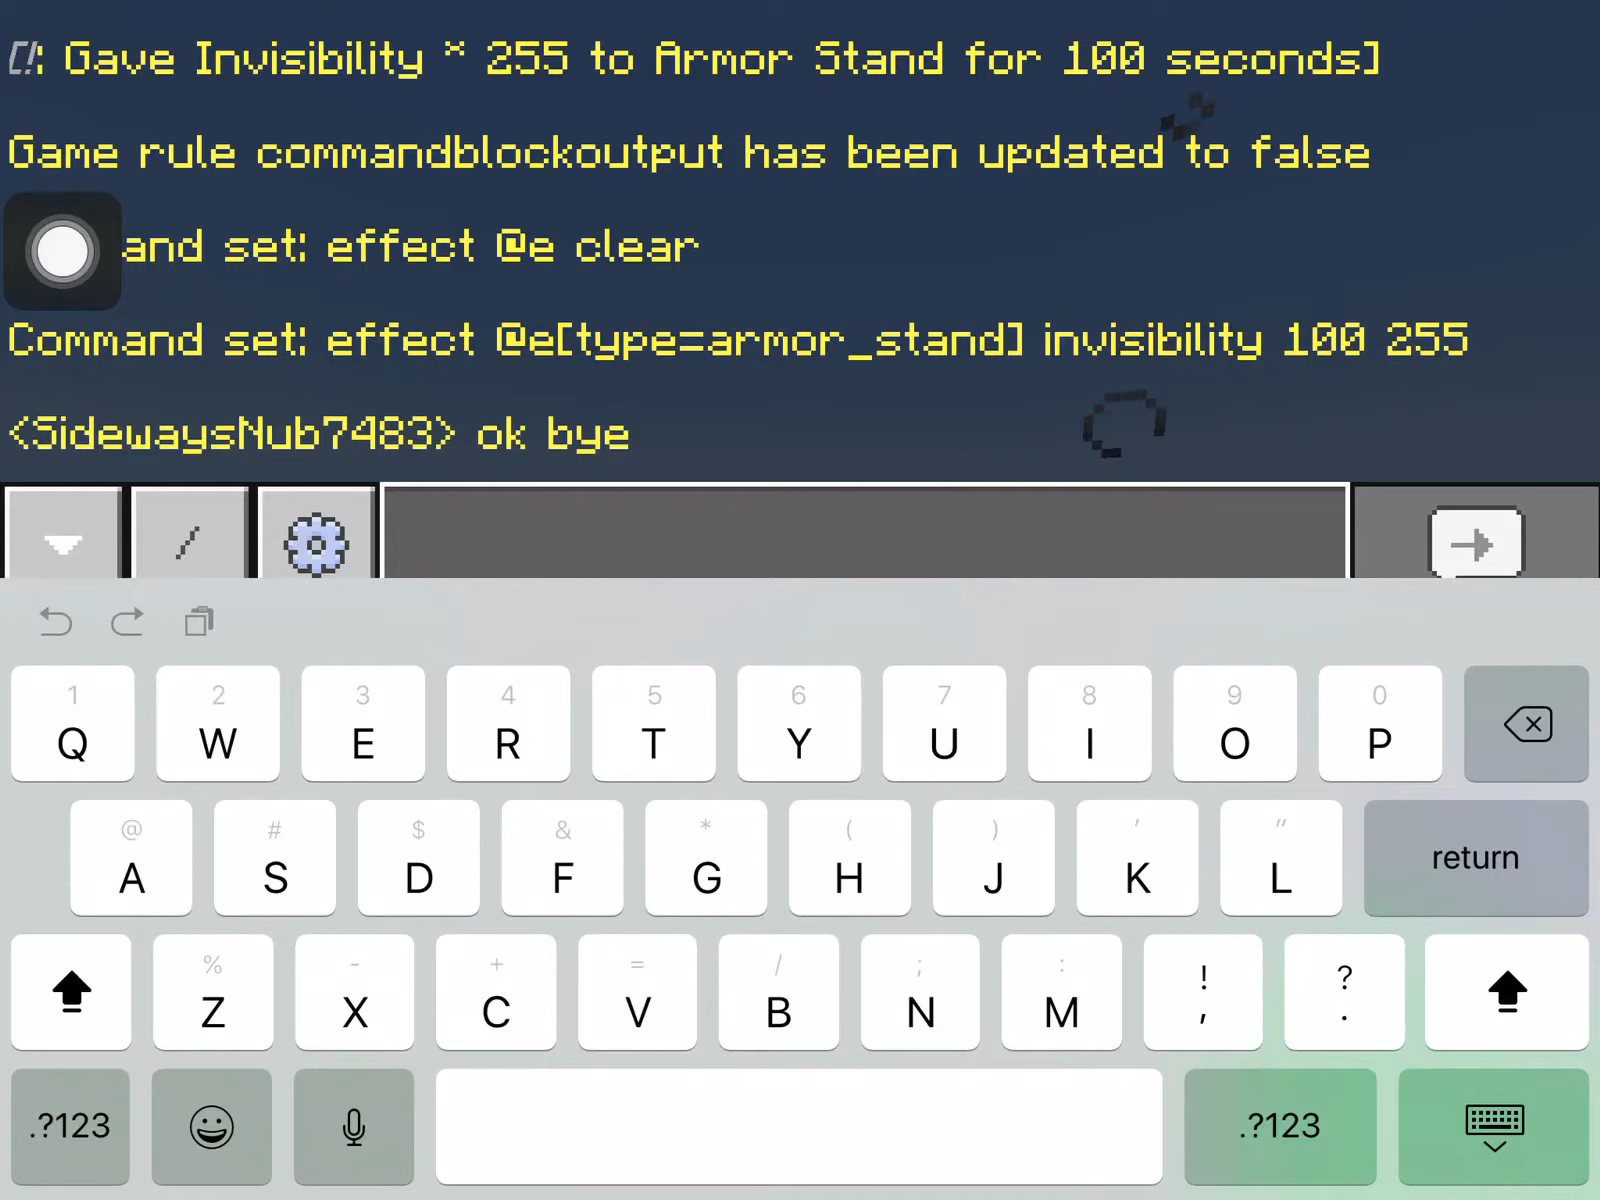 [!: Gave Invisibility * 255 to Armor Stand for 100 seconds]
Game rule commandblockoutput has been updated to false
and set: effect @e clear
Command set: effect @e[type=armor_stand] invisibility 100 255
<SidewaysNub7483> ok bye
/
1 2 3 4 5 6 7 8 9 0
Q W E R T Y U I O P
@ # $ & * ( ) ' "
A S D F G H J K L return
% - + = / ; : ! ?
Z X C V B N M , .
.?123 .?123